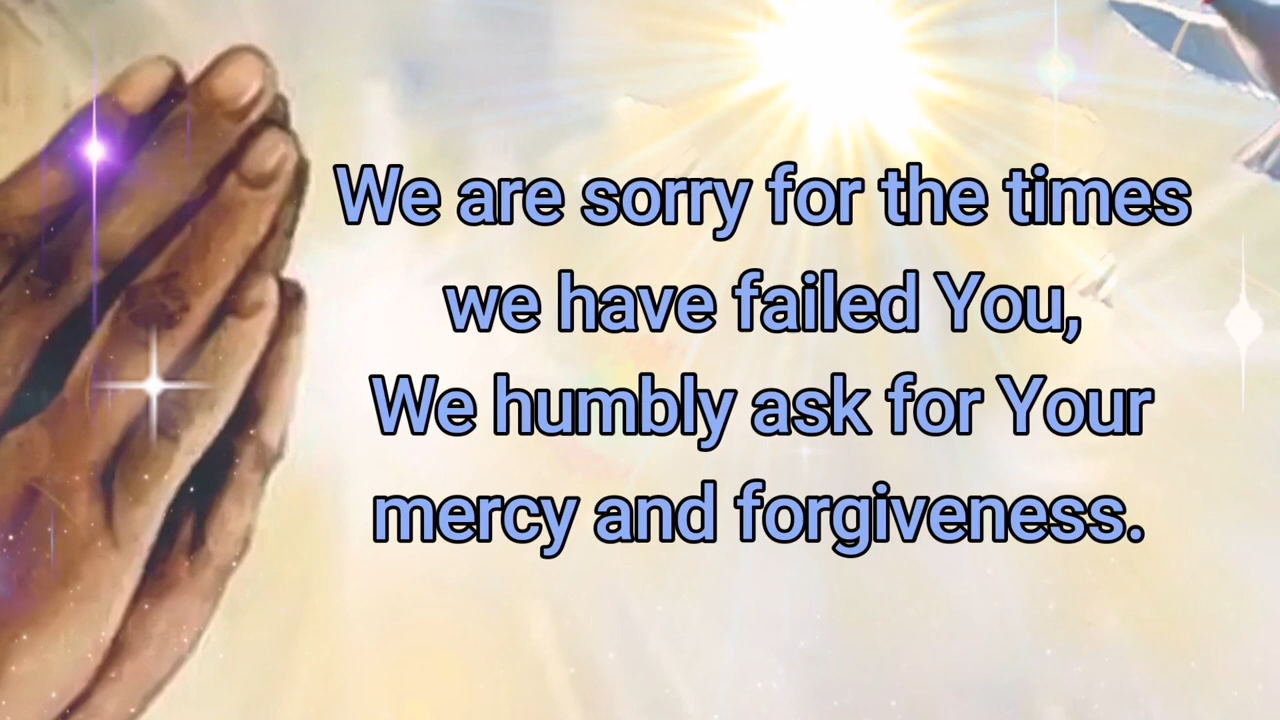 We are sorry for the times
we have failed You,
We humbly ask for Your
mercy and forgiveness.